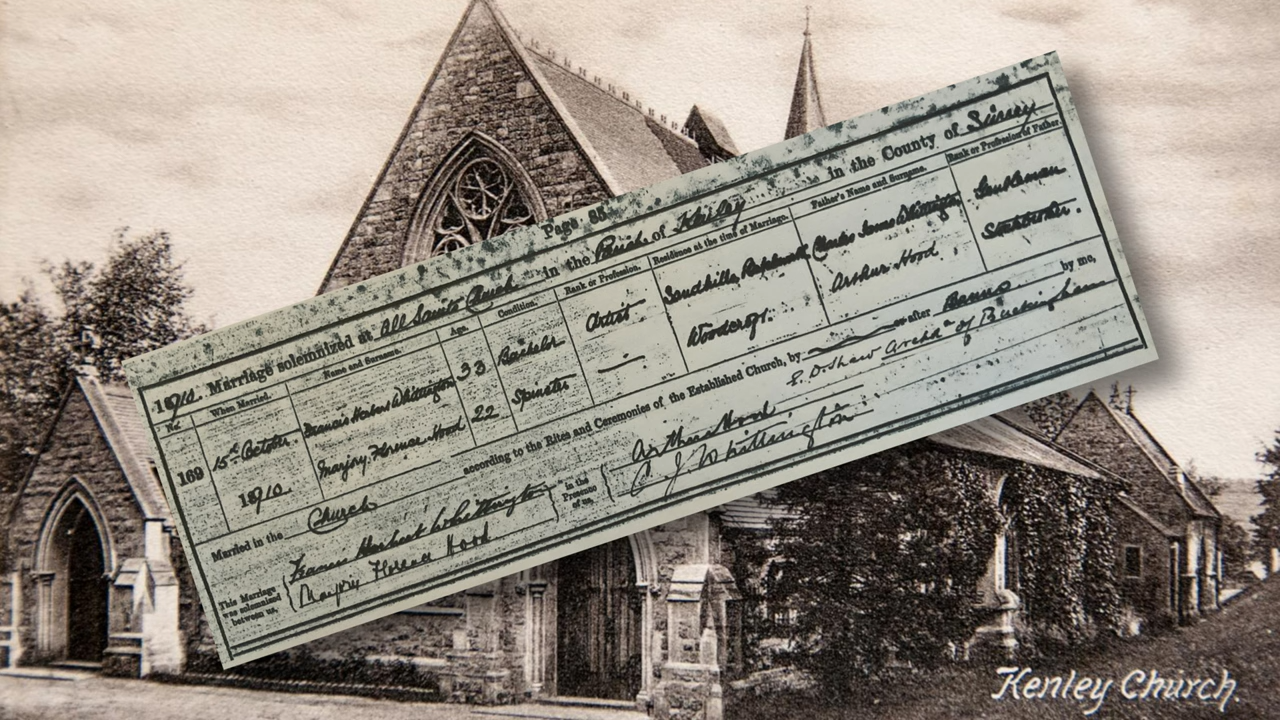 Page 85.
1910. Marriage solemnized at All Saints Church in the Parish of Kenley in the County of Surrey
No. When Married. Name and Surname. Age. Condition. Rank or Profession. Residence at the time of Marriage. Father's Name and Surname. Rank or Profession of Father.
169 15th October 1910. Francis Herbert Whittington 33 Bachelor Artist Sandhills Charles James Whittington Gentleman
Marjory Florence Hood 22 Spinster — Woodcroft. Arthur Hood Stockbroker.
Married in the Church according to the Rites and Ceremonies of the Established Church, by or after Banns by me,
E. D. Shaw Archdn of Buckingham
This Marriage was solemnized between us, Francis Herbert Whittington Marjory Florence Hood in the Presence of us, Arthur Hood C. J. Whittington
Kenley Church.